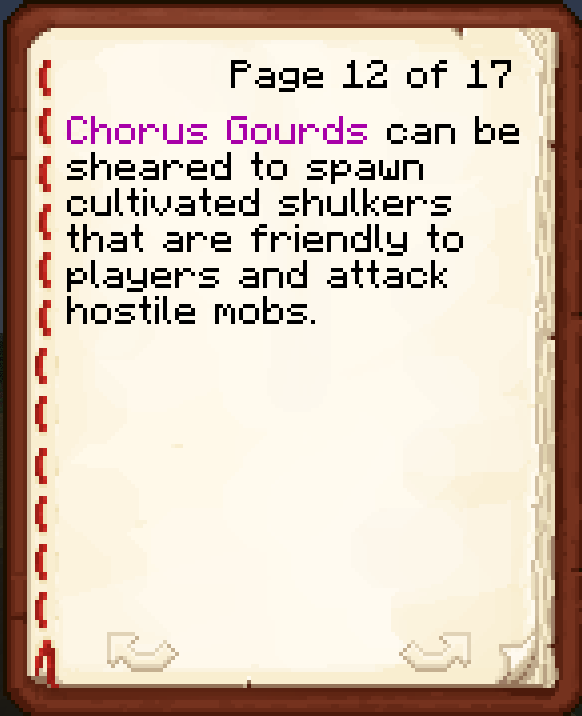 Page 12 of 17
Chorus Gourds can be
sheared to spawn
cultivated shulkers
that are friendly to
players and attack
hostile mobs.